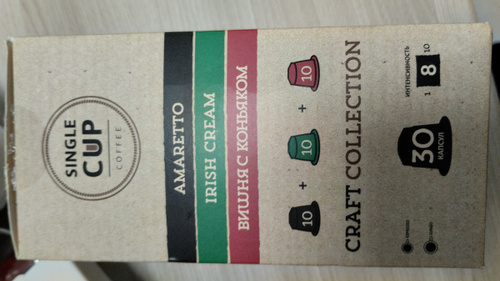 SINGLE
CUP
COFFEE
AMARETTO
IRISH CREAM
ВИШНЯ С КОНЬЯКОМ
10 + 10 + 10
CRAFT COLLECTION
30
КАПСУЛ
ИНТЕНСИВНОСТЬ
1 8 10